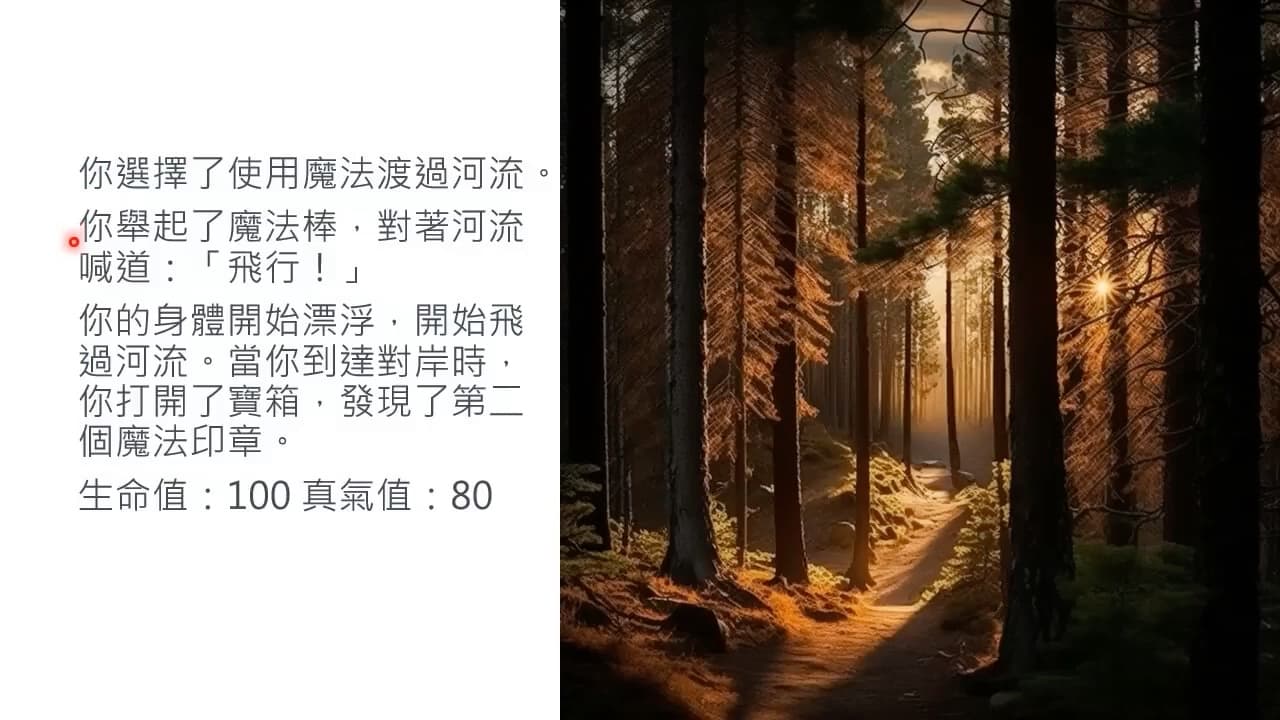 你選擇了使用魔法渡過河流。
你舉起了魔法棒，對著河流
喊道：「飛行！」
你的身體開始漂浮，開始飛
過河流。當你到達對岸時，
你打開了寶箱，發現了第二
個魔法印章。
生命值：100 真氣值：80